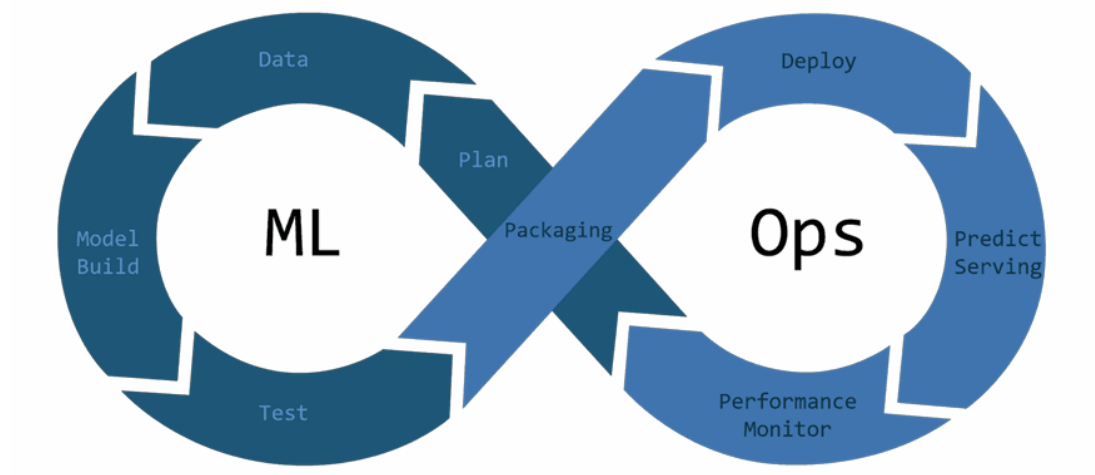 Data
Deploy
Plan
ML
Ops
Packaging
Model
Build
Predict
Serving
Test
Performance
Monitor